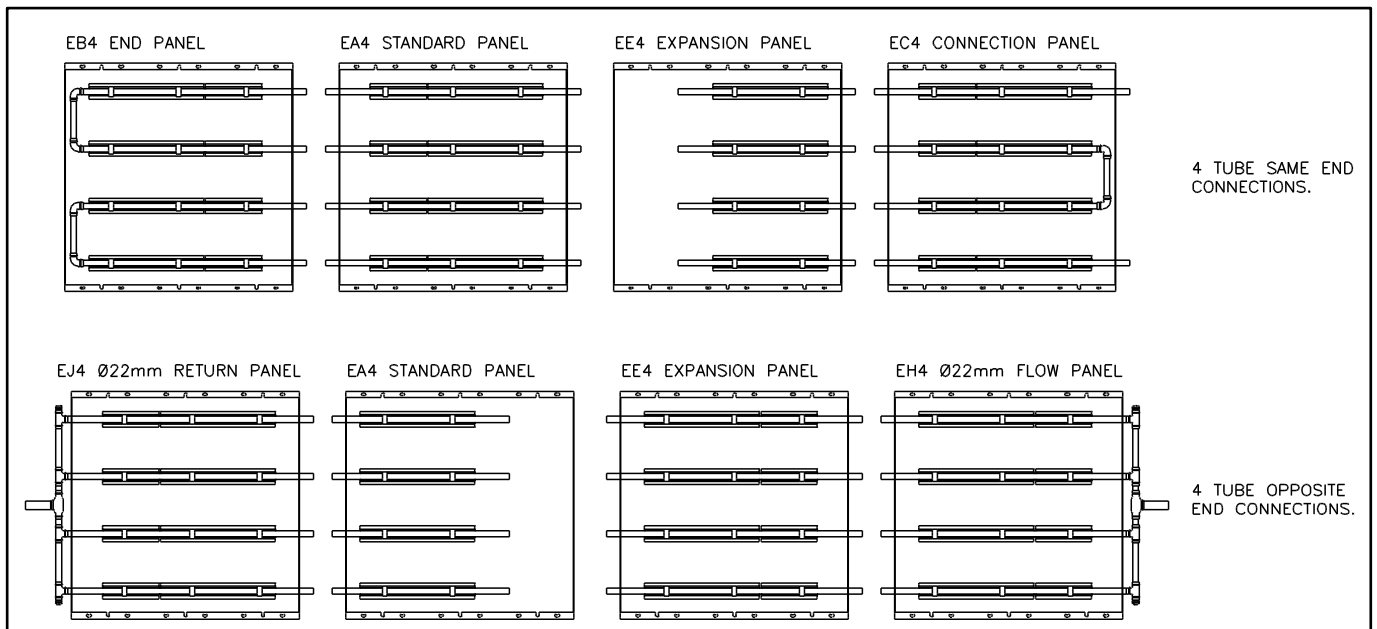 EB4 END PANEL
EA4 STANDARD PANEL
EE4 EXPANSION PANEL
EC4 CONNECTION PANEL
4 TUBE SAME END
CONNECTIONS.
EJ4 Ø22mm RETURN PANEL
EA4 STANDARD PANEL
EE4 EXPANSION PANEL
EH4 Ø22mm FLOW PANEL
4 TUBE OPPOSITE
END CONNECTIONS.